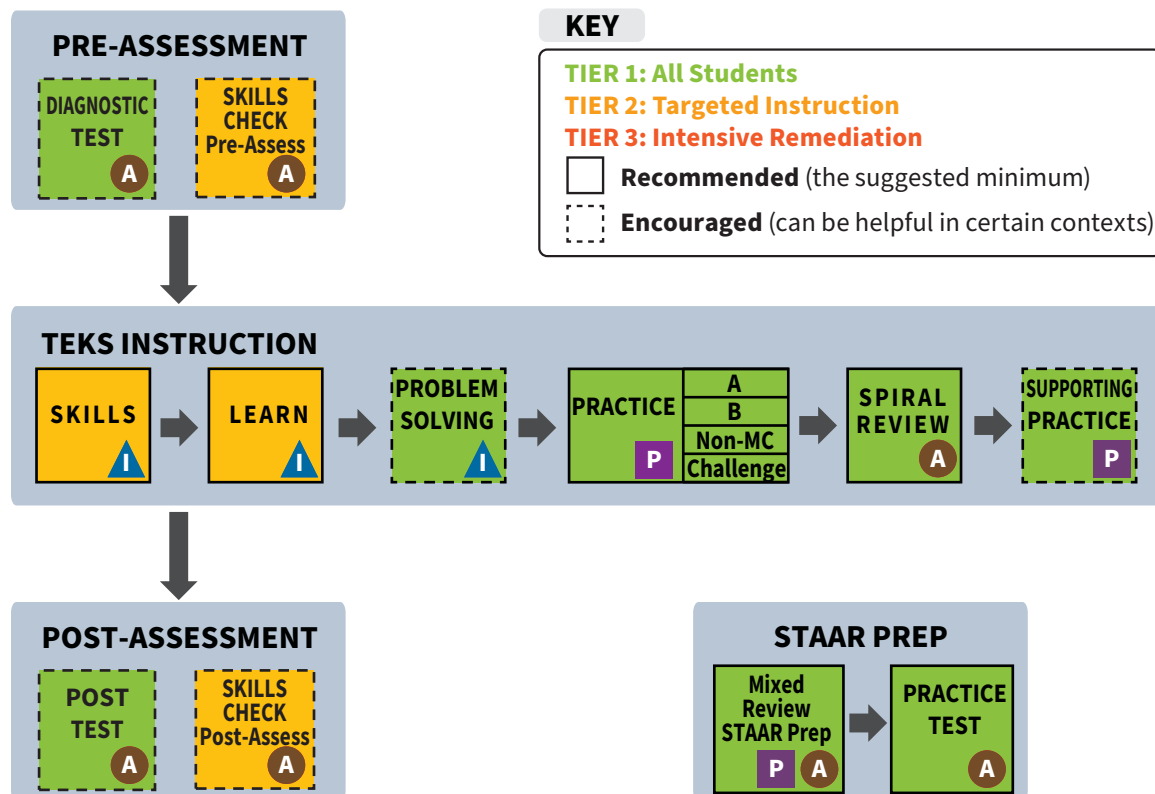 PRE-ASSESSMENT
DIAGNOSTIC
TEST
A
SKILLS
CHECK
Pre-Assess
A
KEY
TIER 1: All Students
TIER 2: Targeted Instruction
TIER 3: Intensive Remediation
Recommended (the suggested minimum)
Encouraged (can be helpful in certain contexts)
TEKS INSTRUCTION
SKILLS
I
LEARN
I
PROBLEM
SOLVING
I
PRACTICE
P
A
B
Non-MC
Challenge
SPIRAL
REVIEW
A
SUPPORTING
PRACTICE
P
POST-ASSESSMENT
POST
TEST
A
SKILLS
CHECK
Post-Assess
A
STAAR PREP
Mixed
Review
STAAR Prep
P A
PRACTICE
TEST
A